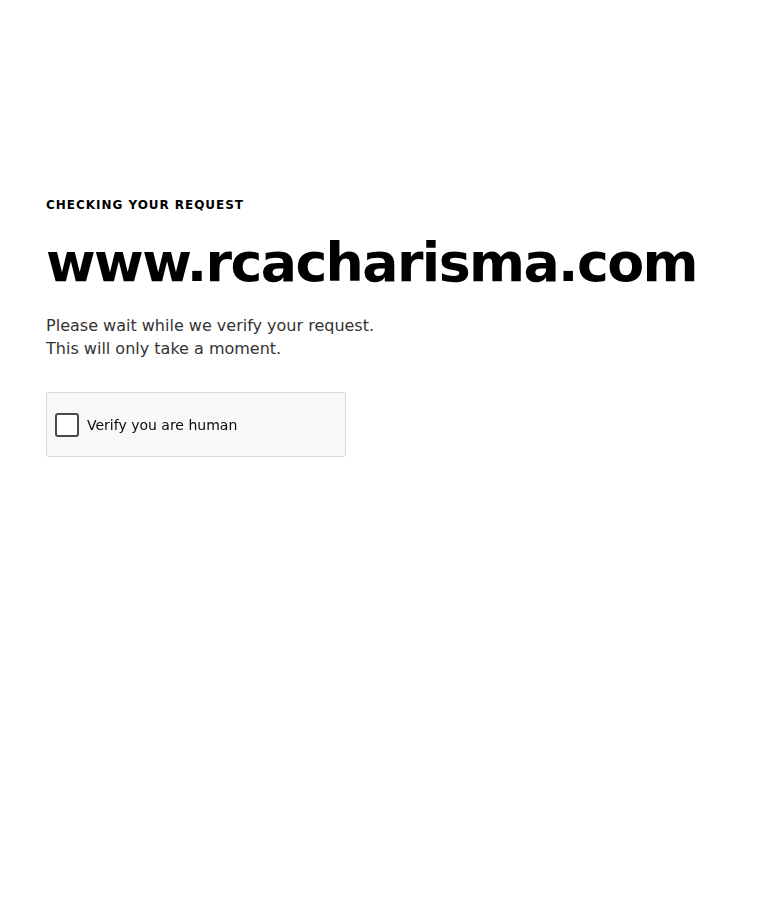 CHECKING YOUR REQUEST
www.rcacharisma.com
Please wait while we verify your request.
This will only take a moment.
Verify you are human